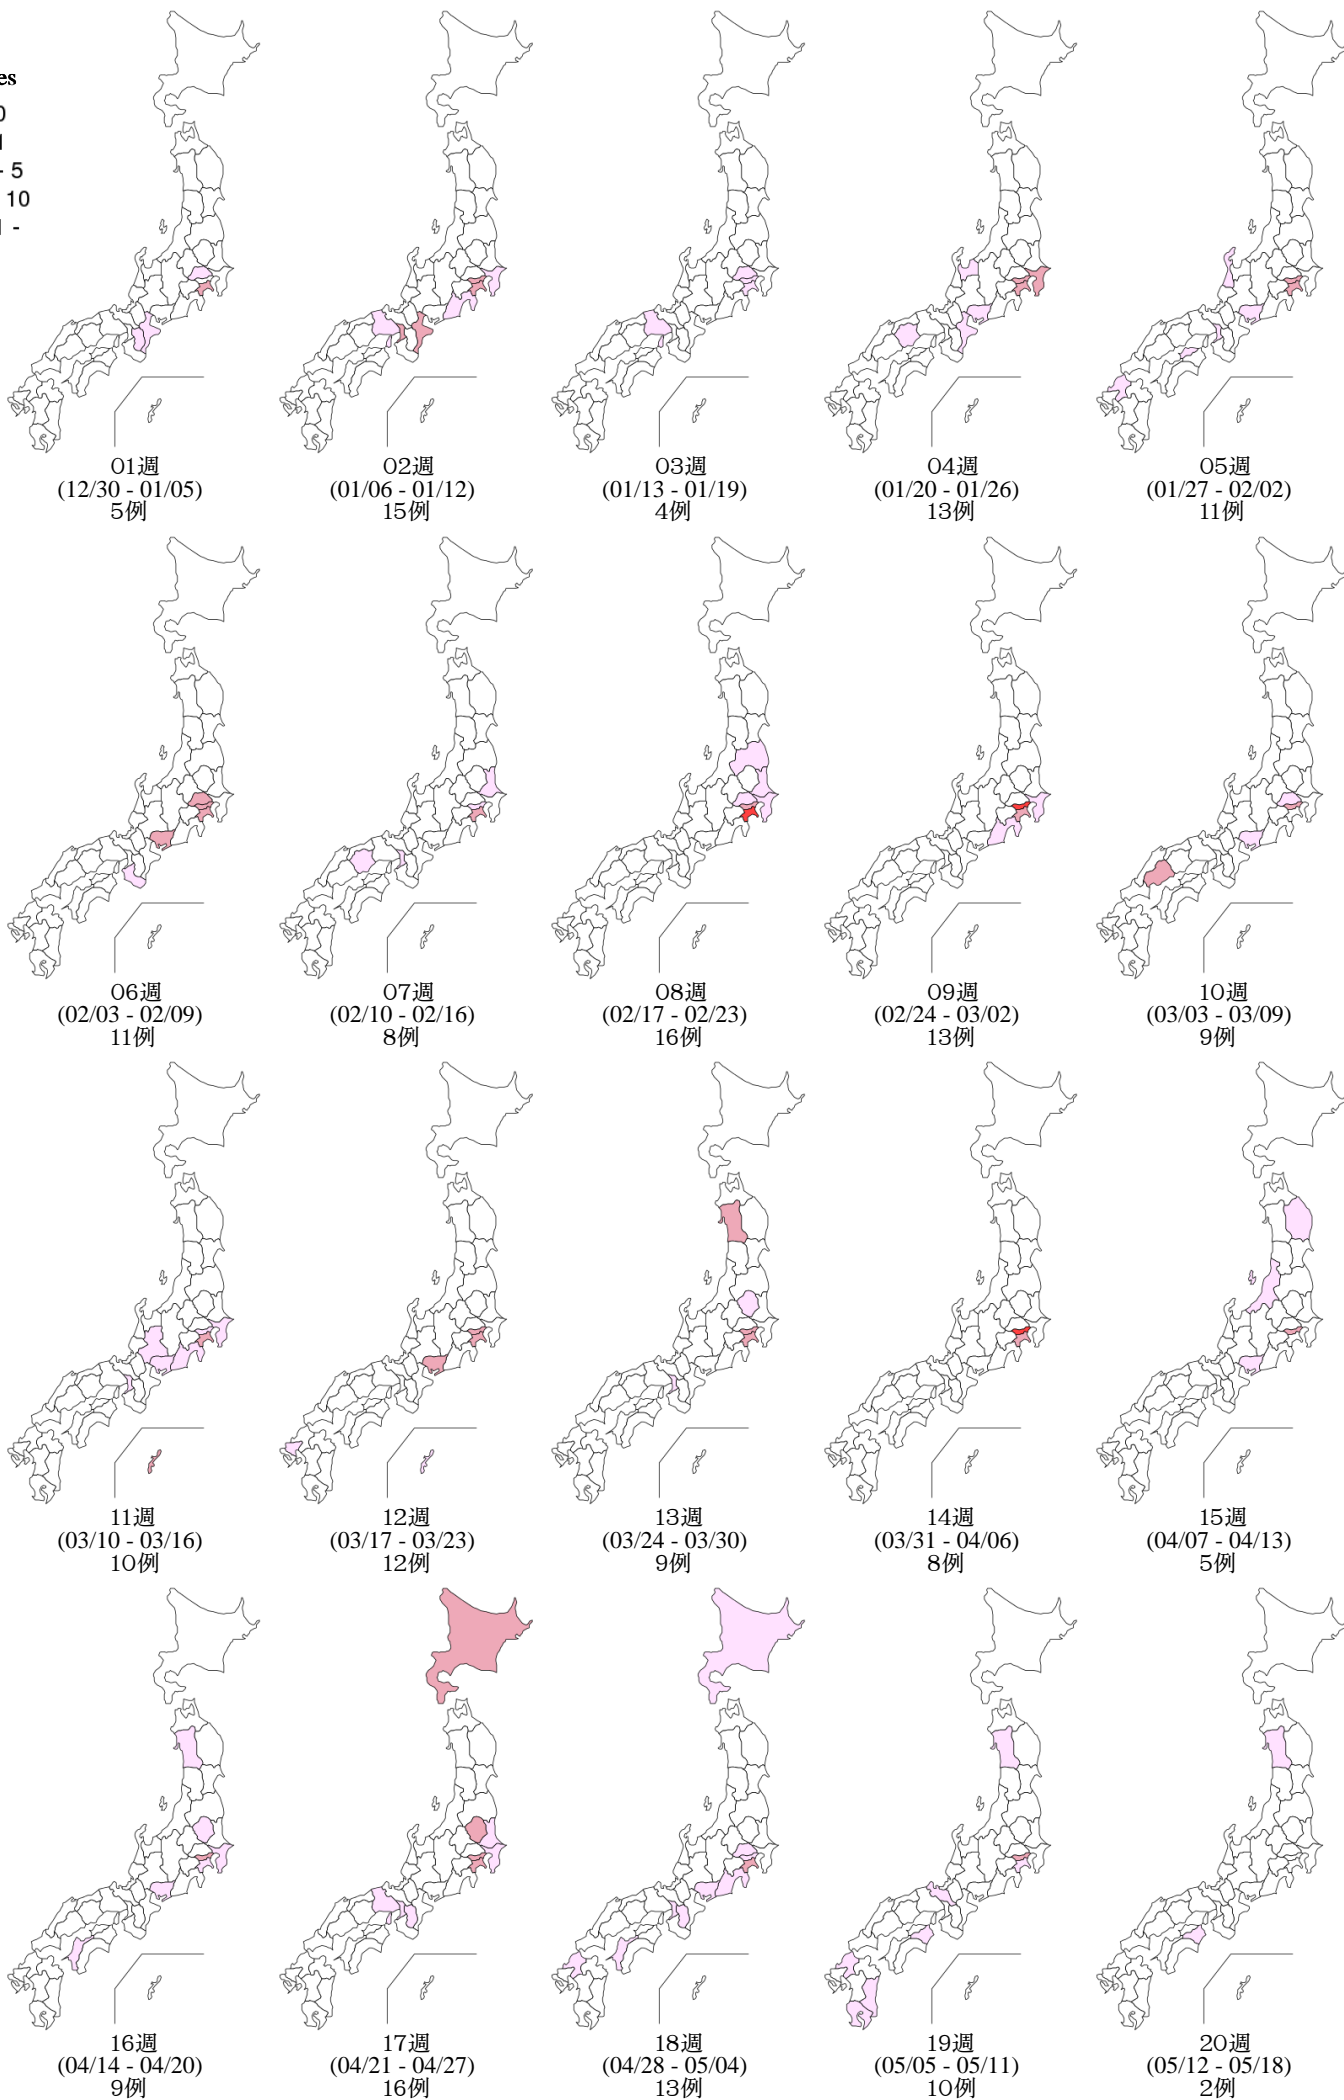 es
0
1
- 5
10
-
01週
(12/30 - 01/05)
5例
02週
(01/06 - 01/12)
15例
03週
(01/13 - 01/19)
4例
04週
(01/20 - 01/26)
13例
05週
(01/27 - 02/02)
11例
06週
(02/03 - 02/09)
11例
07週
(02/10 - 02/16)
8例
08週
(02/17 - 02/23)
16例
09週
(02/24 - 03/02)
13例
10週
(03/03 - 03/09)
9例
11週
(03/10 - 03/16)
10例
12週
(03/17 - 03/23)
12例
13週
(03/24 - 03/30)
9例
14週
(03/31 - 04/06)
8例
15週
(04/07 - 04/13)
5例
16週
(04/14 - 04/20)
9例
17週
(04/21 - 04/27)
16例
18週
(04/28 - 05/04)
13例
19週
(05/05 - 05/11)
10例
20週
(05/12 - 05/18)
2例